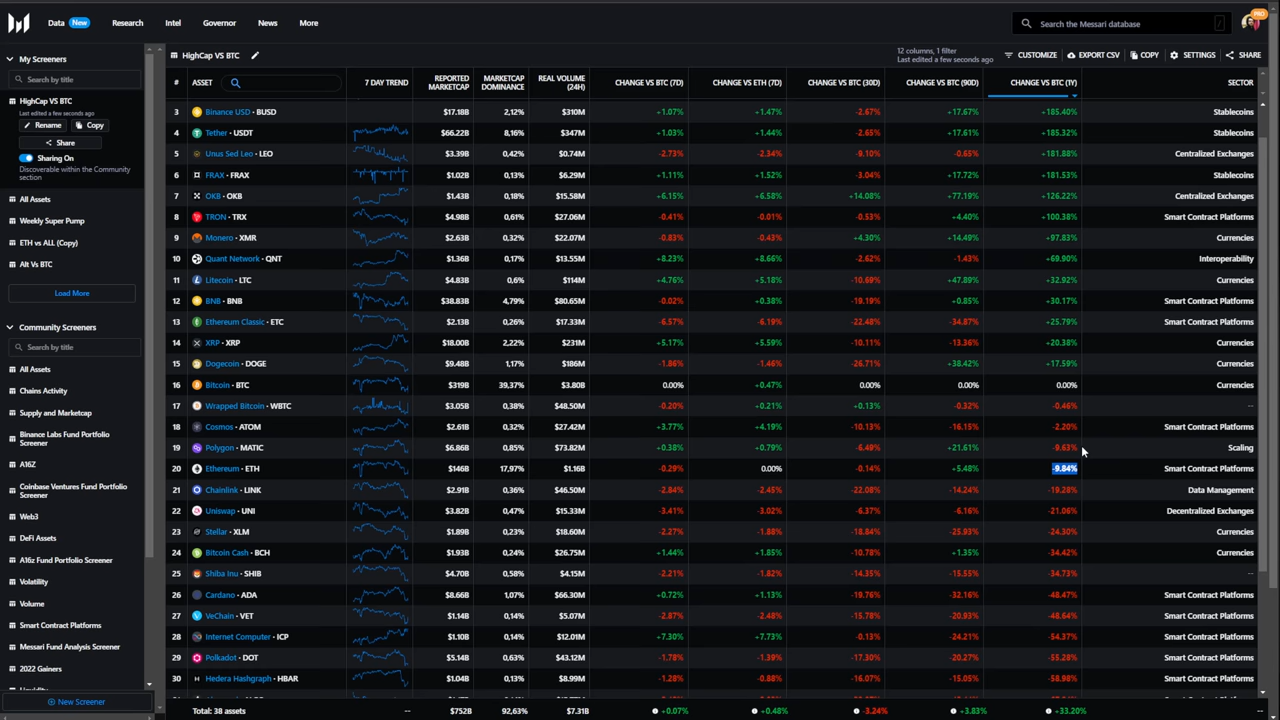 Data New Research Intel Governor News More Search the Messari database / PRO
My Screeners
Search by title
HighCap VS BTC
Last edited a few seconds ago
Rename Copy
Share
Sharing On
Discoverable within the Community
section
All Assets
Weekly Super Pump
ETH vs ALL (Copy)
Alt Vs BTC
Load More
Community Screeners
Search by title
All Assets
Chains Activity
Supply and Marketcap
Binance Labs Fund Portfolio
Screener
A16Z
Coinbase Ventures Fund Portfolio
Screener
Web3
DeFi Assets
A16z Fund Portfolio Screener
Volatility
Volume
Smart Contract Platforms
Messari Fund Analysis Screener
2022 Gainers
Liquidity
New Screener
HighCap VS BTC
12 columns, 1 filter
Last edited a few seconds ago
CUSTOMIZE EXPORT CSV COPY SETTINGS SHARE
# ASSET 7 DAY TREND REPORTED MARKETCAP MARKETCAP DOMINANCE REAL VOLUME (24H) CHANGE VS BTC (7D) CHANGE VS ETH (7D) CHANGE VS BTC (30D) CHANGE VS BTC (90D) CHANGE VS BTC (1Y) SECTOR
3 Binance USD • BUSD $17.18B 2,12% $310M +1.07% +1.47% -2.67% +17.67% +185.40% Stablecoins
4 Tether • USDT $66.22B 8,16% $347M +1.03% +1.44% -2.65% +17.61% +185.32% Stablecoins
5 Unus Sed Leo • LEO $3.39B 0,42% $0.74M -2.73% -2.34% -9.10% -0.65% +181.88% Centralized Exchanges
6 FRAX • FRAX $1.02B 0,13% $6.29M +1.11% +1.52% -3.04% +17.72% +181.53% Stablecoins
7 OKB • OKB $1.43B 0,18% $15.58M +6.15% +6.58% +14.08% +77.19% +126.22% Centralized Exchanges
8 TRON • TRX $4.98B 0,61% $27.06M -0.41% -0.01% -0.53% +4.40% +100.38% Smart Contract Platforms
9 Monero • XMR $2.63B 0,32% $22.07M -0.83% -0.43% +4.30% +14.49% +97.83% Currencies
10 Quant Network • QNT $1.36B 0,17% $13.55M +8.23% +8.66% -2.62% -1.43% +69.90% Interoperability
11 Litecoin • LTC $4.83B 0,6% $114M +4.76% +5.18% -10.69% +47.89% +32.92% Currencies
12 BNB • BNB $38.83B 4,79% $80.65M -0.02% +0.38% -19.19% +0.85% +30.17% Smart Contract Platforms
13 Ethereum Classic • ETC $2.13B 0,26% $17.33M -6.57% -6.19% -22.48% -34.87% +25.79% Smart Contract Platforms
14 XRP • XRP $18.00B 2,22% $231M +5.17% +5.59% -10.11% -13.36% +20.38% Currencies
15 Dogecoin • DOGE $9.48B 1,17% $186M -1.86% -1.46% -26.71% +38.42% +17.59% Currencies
16 Bitcoin • BTC $319B 39,37% $3.80B 0.00% +0.47% 0.00% 0.00% 0.00% Currencies
17 Wrapped Bitcoin • WBTC $3.05B 0,38% $48.50M -0.20% +0.21% +0.13% -0.32% -0.46% --
18 Cosmos • ATOM $2.61B 0,32% $27.42M +3.77% +4.19% -10.13% -16.15% -2.20% Smart Contract Platforms
19 Polygon • MATIC $6.86B 0,85% $73.82M +0.38% +0.79% -6.49% +21.61% -9.63% Scaling
20 Ethereum • ETH $146B 17,97% $1.16B -0.29% 0.00% -0.14% +5.48% -9.84% Smart Contract Platforms
21 Chainlink • LINK $2.91B 0,36% $46.50M -2.84% -2.45% -22.08% -14.24% -19.28% Data Management
22 Uniswap • UNI $3.82B 0,47% $15.33M -3.41% -3.02% -6.37% -6.16% -21.06% Decentralized Exchanges
23 Stellar • XLM $1.89B 0,23% $18.60M -2.27% -1.88% -18.84% -25.93% -24.30% Currencies
24 Bitcoin Cash • BCH $1.93B 0,24% $26.75M +1.44% +1.85% -10.78% +1.35% -34.42% Currencies
25 Shiba Inu • SHIB $4.70B 0,58% $4.15M -2.21% -1.82% -14.35% -15.55% -34.73% --
26 Cardano • ADA $8.66B 1,07% $66.30M +0.72% +1.13% -19.76% -32.16% -48.47% Smart Contract Platforms
27 VeChain • VET $1.14B 0,14% $5.07M -2.87% -2.48% -15.78% -20.93% -48.64% Smart Contract Platforms
28 Internet Computer • ICP $1.10B 0,14% $12.01M +7.30% +7.73% -0.13% -24.21% -54.37% Smart Contract Platforms
29 Polkadot • DOT $5.14B 0,63% $43.12M -1.78% -1.39% -17.30% -20.27% -55.28% Smart Contract Platforms
30 Hedera Hashgraph • HBAR $1.04B 0,13% $8.99M -1.28% -0.88% -16.07% -15.05% -58.98% Smart Contract Platforms
Total: 38 assets -- $752B 92,63% $7.31B +0.07% +0.48% -3.24% +3.83% +33.20% --